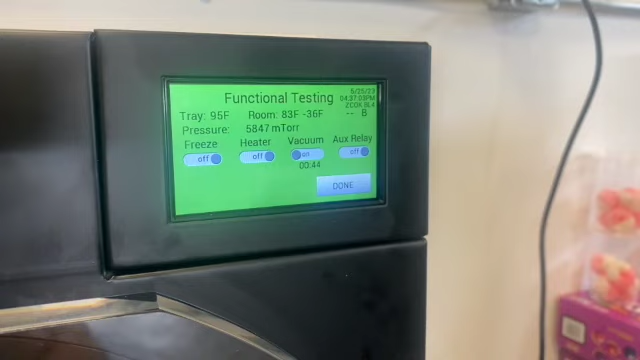 Functional Testing
5/25/23
04:37:03PM
Tray: 95F Room: 83F -36F -- B
Pressure: 5847 mTorr
Freeze Heater Vacuum Aux Relay
off off on off
00:44
DONE